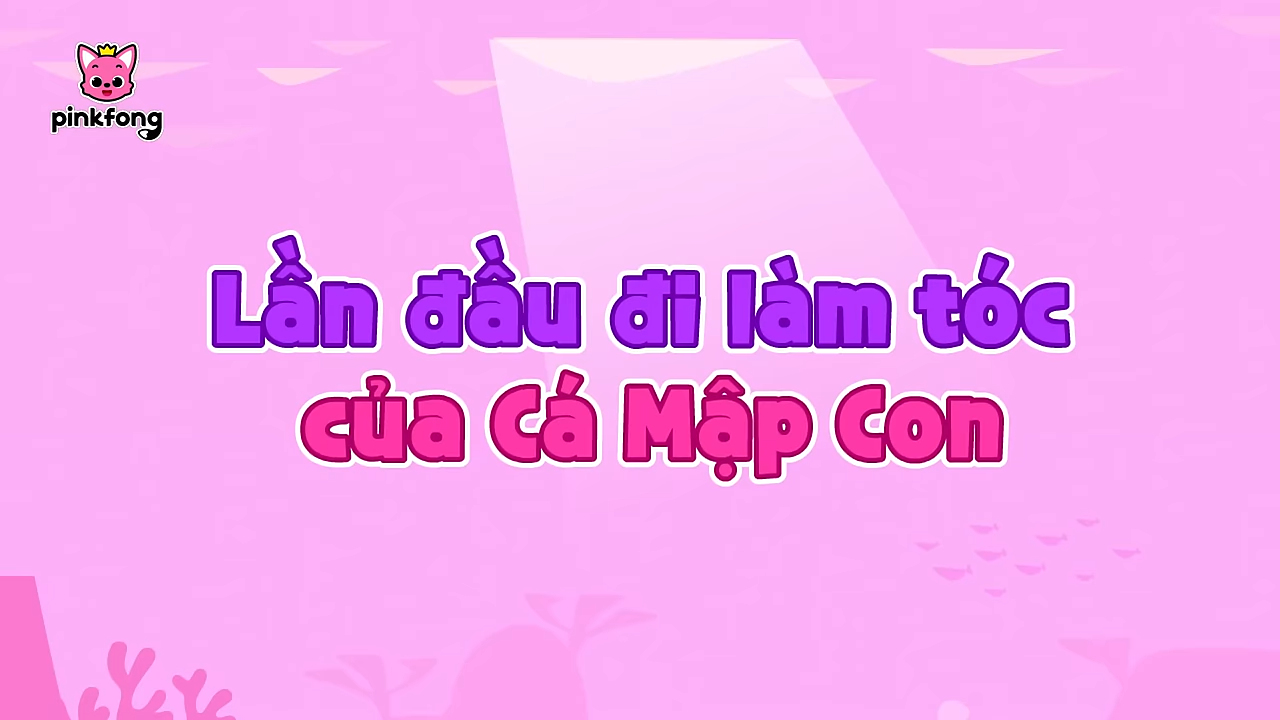 pinkfong
Lần đầu đi làm tóc
của Cá Mập Con